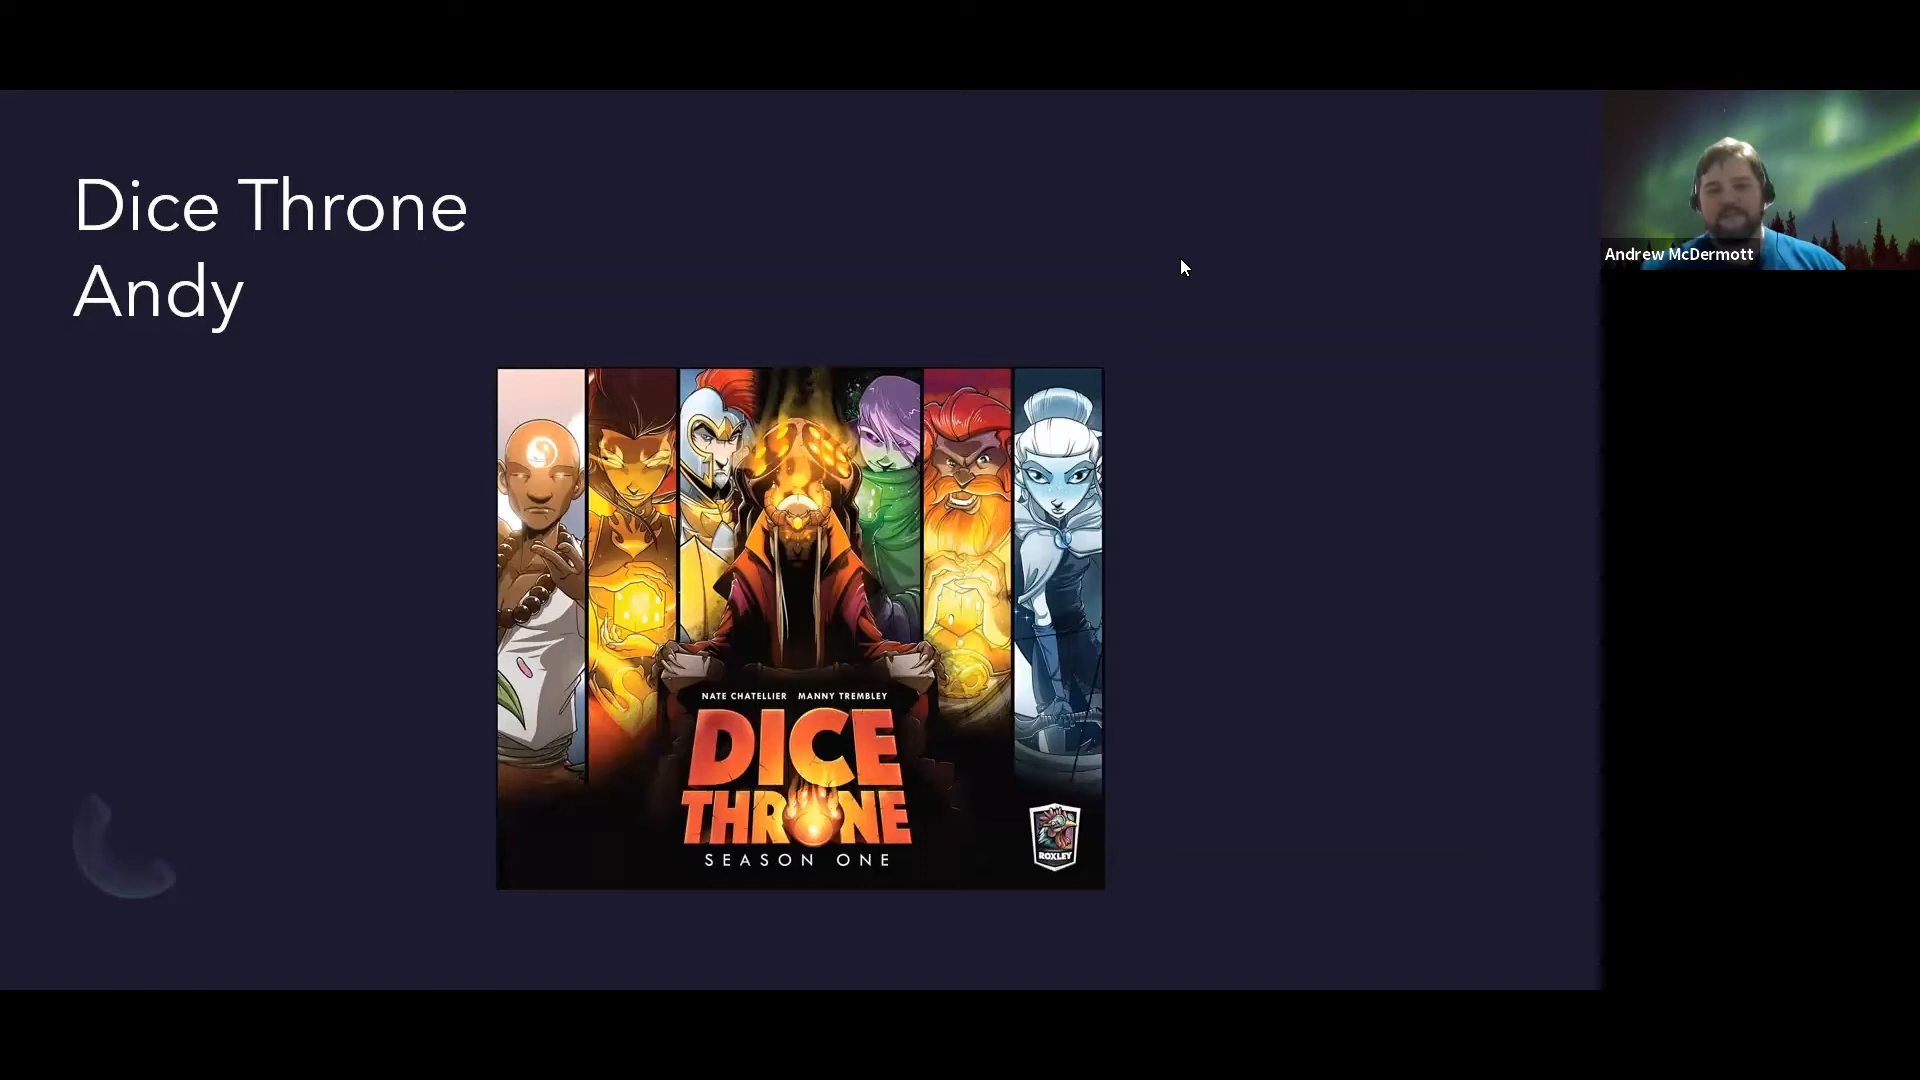 Dice Throne
Andy
Andrew McDermott
NATE CHATELLIER MANNY TREMBLEY
DICE
THRONE
SEASON ONE
ROXLEY